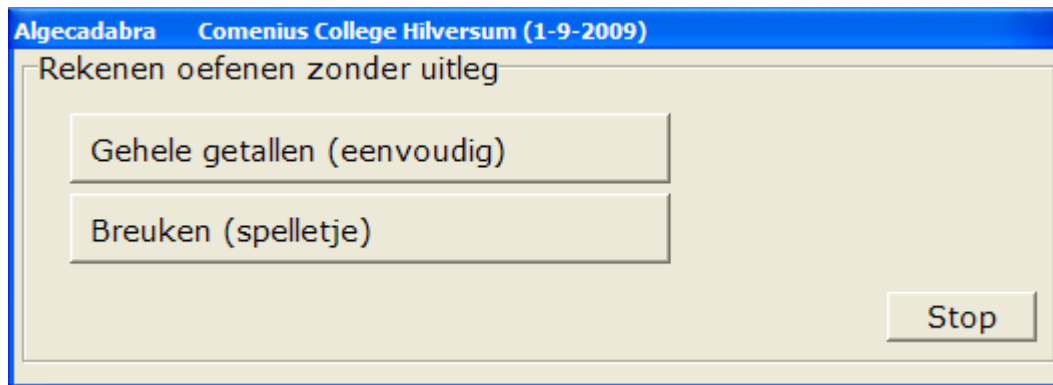 Algecadabra Comenius College Hilversum (1-9-2009)
Rekenen oefenen zonder uitleg
Gehele getallen (eenvoudig)
Breuken (spelletje)
Stop